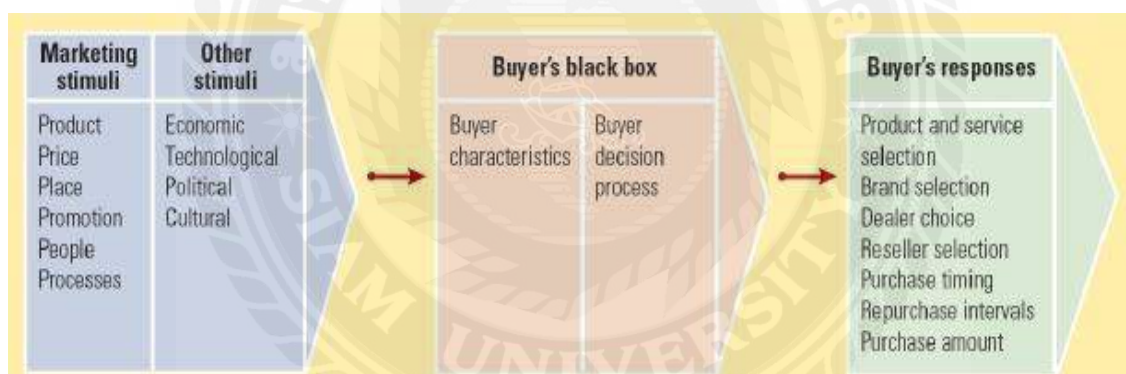 Marketing
stimuli
Product
Price
Place
Promotion
People
Processes
Other
stimuli
Economic
Technological
Political
Cultural
Buyer's black box
Buyer
characteristics
Buyer
decision
process
Buyer's responses
Product and service
selection
Brand selection
Dealer choice
Reseller selection
Purchase timing
Repurchase intervals
Purchase amount
SIAM UNIVERSITY